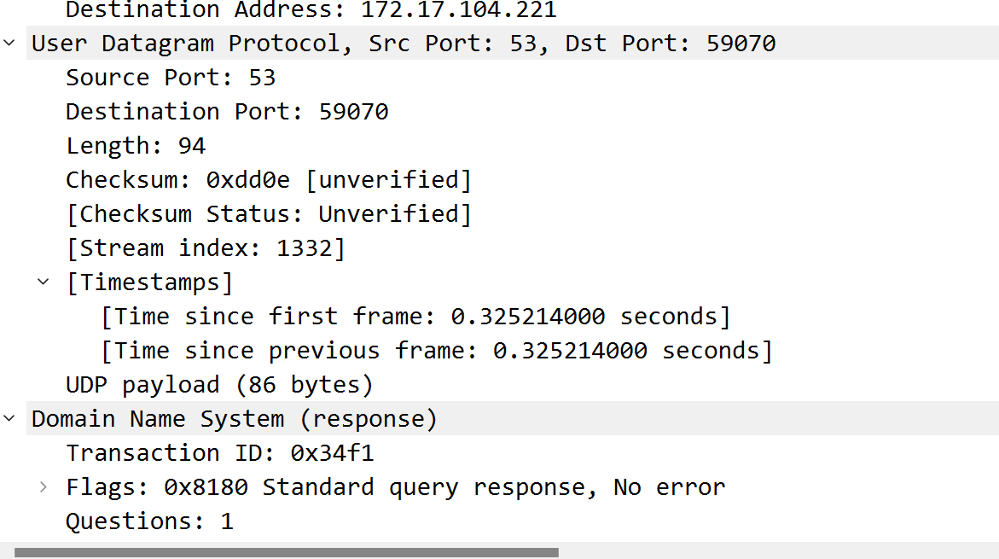 Destination Address: 172.17.104.221
User Datagram Protocol, Src Port: 53, Dst Port: 59070
Source Port: 53
Destination Port: 59070
Length: 94
Checksum: 0xdd0e [unverified]
[Checksum Status: Unverified]
[Stream index: 1332]
[Timestamps]
[Time since first frame: 0.325214000 seconds]
[Time since previous frame: 0.325214000 seconds]
UDP payload (86 bytes)
Domain Name System (response)
Transaction ID: 0x34f1
Flags: 0x8180 Standard query response, No error
Questions: 1